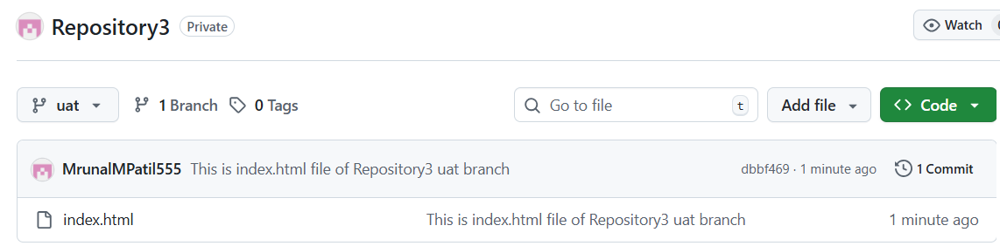 Repository3 Private Watch
uat 1 Branch 0 Tags Go to file t Add file Code
MrunalMPatil555 This is index.html file of Repository3 uat branch dbbf469 · 1 minute ago 1 Commit
index.html This is index.html file of Repository3 uat branch 1 minute ago